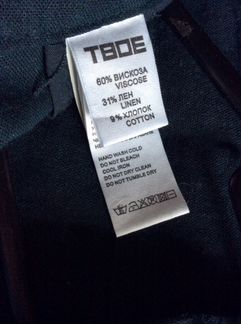 ТВОЕ
60% ВИСКОЗА
VISCOSE
31% ЛЕН
LINEN
9% ХЛОПОК
COTTON
HAND WASH COLD
DO NOT BLEACH
COOL IRON
DO NOT DRY CLEAN
DO NOT TUMBLE DRY